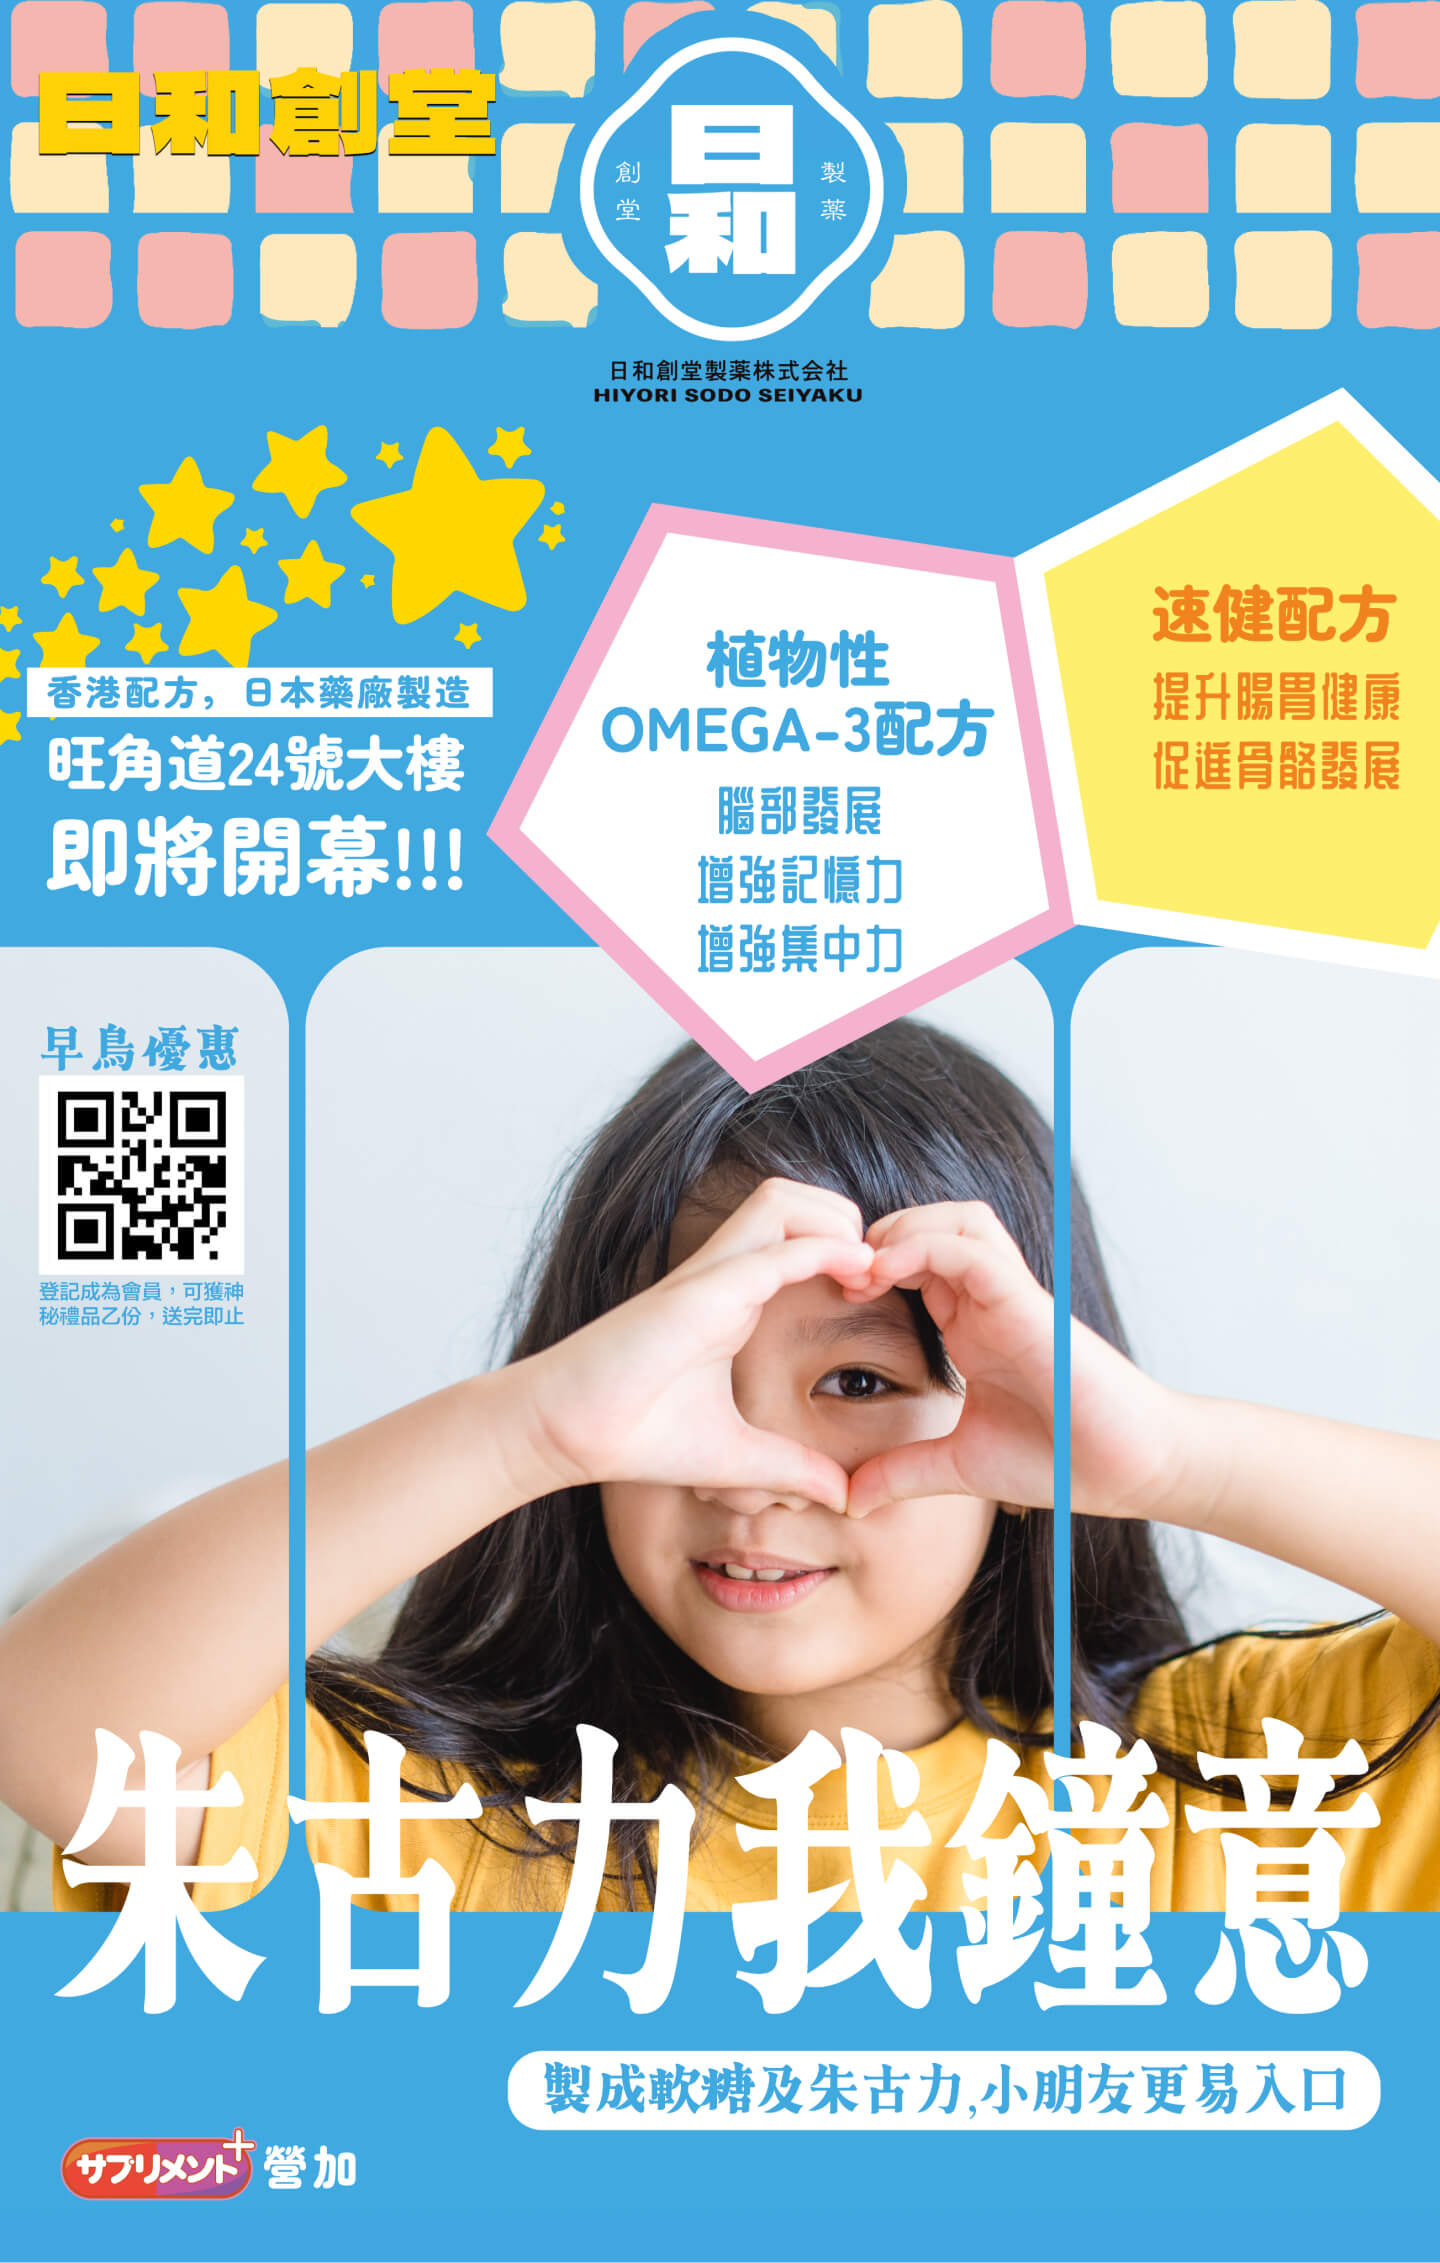 日和創堂
創堂
日和
製薬
日和創堂製薬株式会社
HIYORI SODO SEIYAKU
香港配方，日本藥廠製造
旺角道24號大樓
即將開幕!!!
植物性
OMEGA-3配方
腦部發展
增強記憶力
增強集中力
速健配方
提升腸胃健康
促進骨骼發展
早鳥優惠
登記成為會員，可獲神
秘禮品乙份，送完即止
朱古力我鐘意
製成軟糖及朱古力,小朋友更易入口
サプリメント+ 營加